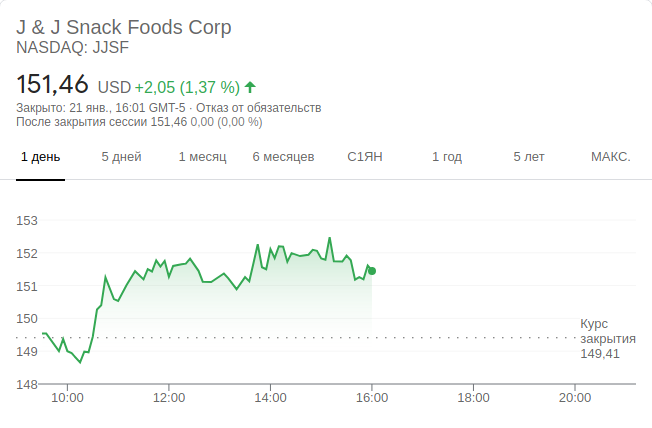 J & J Snack Foods Corp
NASDAQ: JJSF
151,46 USD +2,05 (1,37 %)
Закрыто: 21 янв., 16:01 GMT-5 · Отказ от обязательств
После закрытия сессии 151,46 0,00 (0,00 %)
1 день 5 дней 1 месяц 6 месяцев С1ЯН 1 год 5 лет МАКС.
153
152
151
150
149
148
Курс
закрытия
149,41
10:00 12:00 14:00 16:00 18:00 20:00